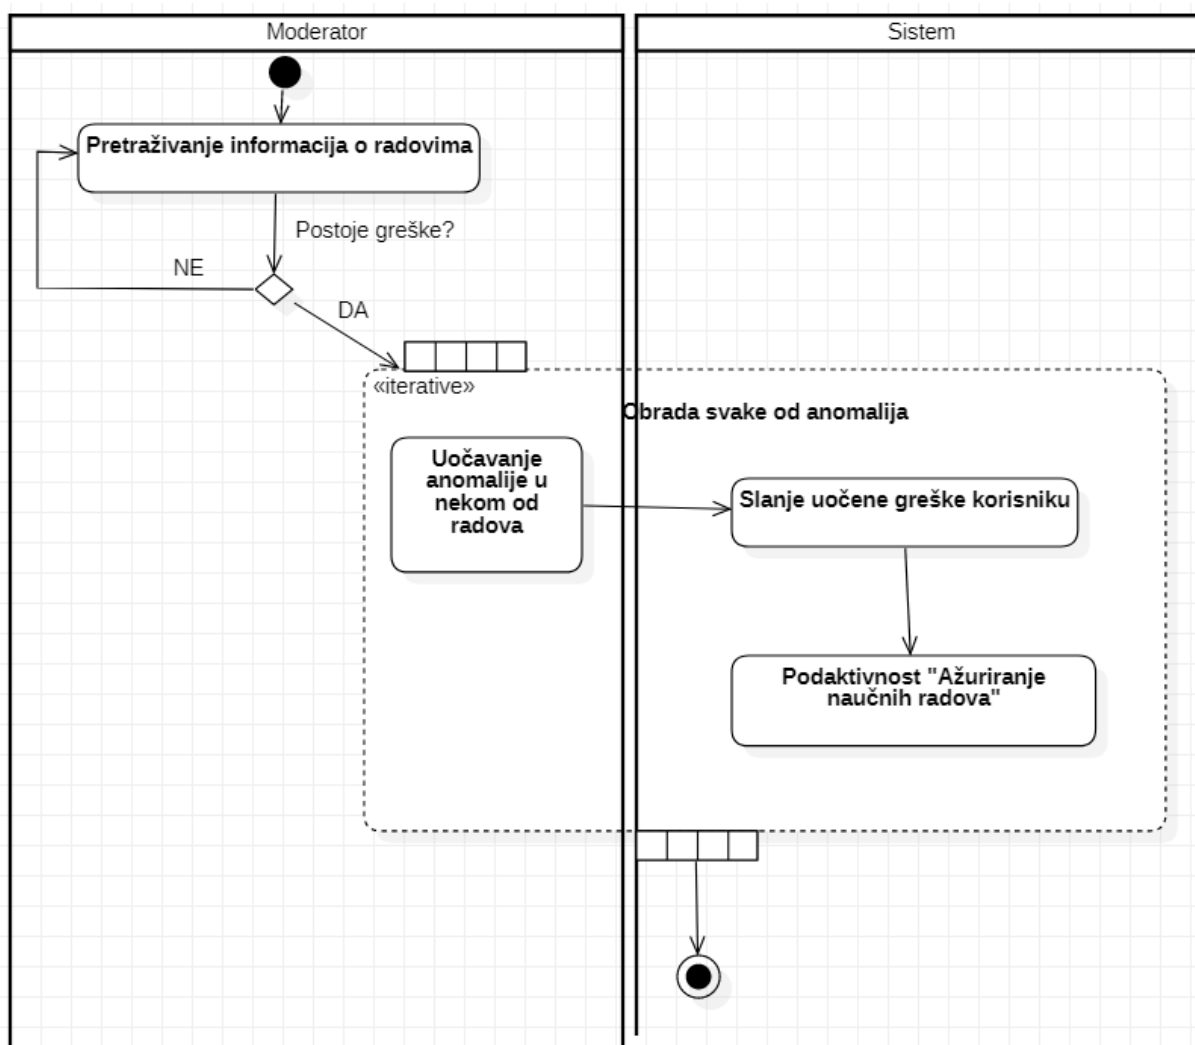 Moderator
Sistem
Pretraživanje informacija o radovima
Postoje greške?
NE
DA
«iterative»
Obrada svake od anomalija
Uočavanje
anomalije u
nekom od
radova
Slanje uočene greške korisniku
Podaktivnost "Ažuriranje
naučnih radova"